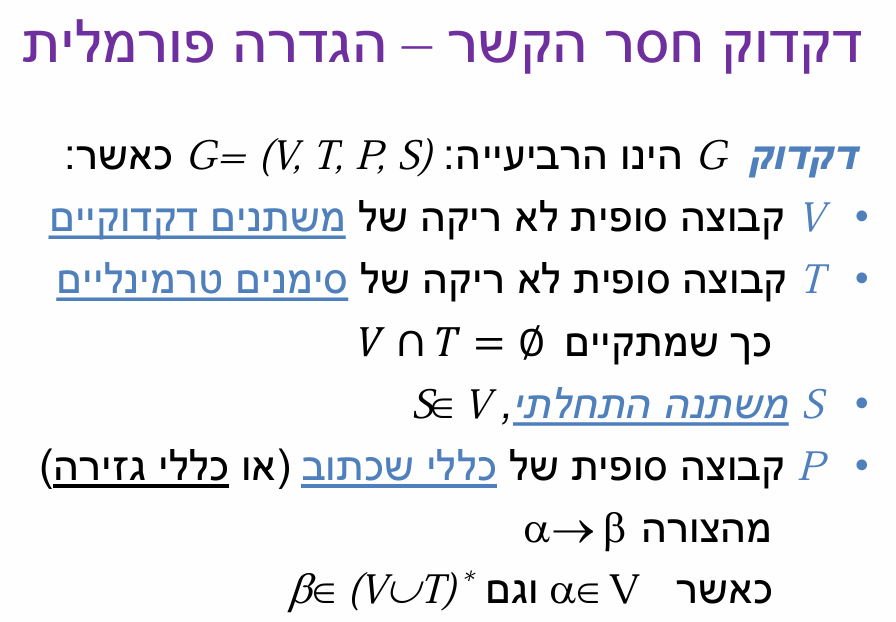 דקדוק חסר הקשר – הגדרה פורמלית
דקדוק G הינו הרביעייה: G= (V, T, P, S) כאשר:
• V קבוצה סופית לא ריקה של משתנים דקדוקיים
• T קבוצה סופית לא ריקה של סימנים טרמינליים
כך שמתקיים V ∩ T = ∅
• S משתנה התחלתי, S∈ V
• P קבוצה סופית של כללי שכתוב (או כללי גזירה)
מהצורה α→β
כאשר α∈V וגם β∈ (V∪T)*